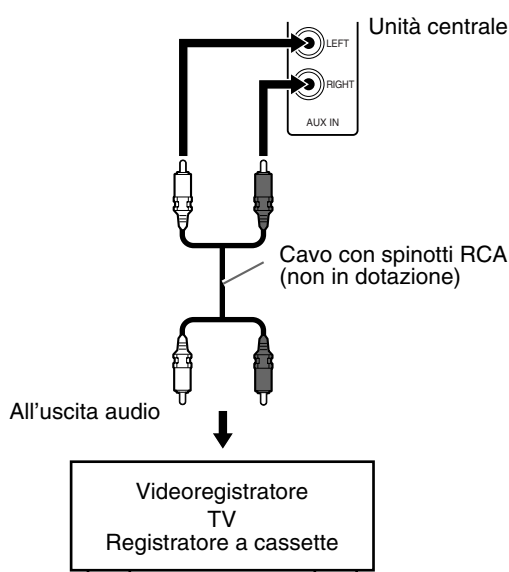 Unità centrale
LEFT
RIGHT
AUX IN
Cavo con spinotti RCA
(non in dotazione)
All'uscita audio
Videoregistratore
TV
Registratore a cassette